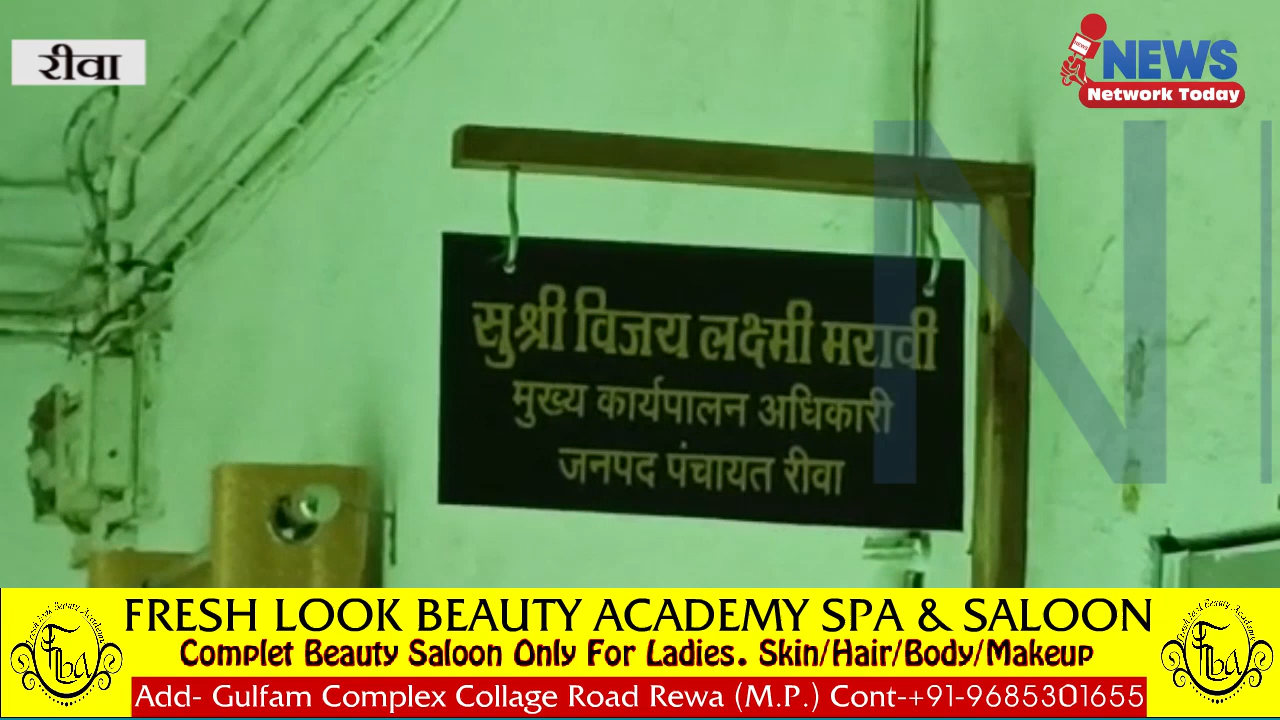 रीवा
NEWS
Network Today
सुश्री विजय लक्ष्मी मरावी
मुख्य कार्यपालन अधिकारी
जनपद पंचायत रीवा
FRESH LOOK BEAUTY ACADEMY SPA & SALOON
Complet Beauty Saloon Only For Ladies. Skin/Hair/Body/Makeup
Add- Gulfam Complex Collage Road Rewa (M.P.) Cont-+91-9685301655